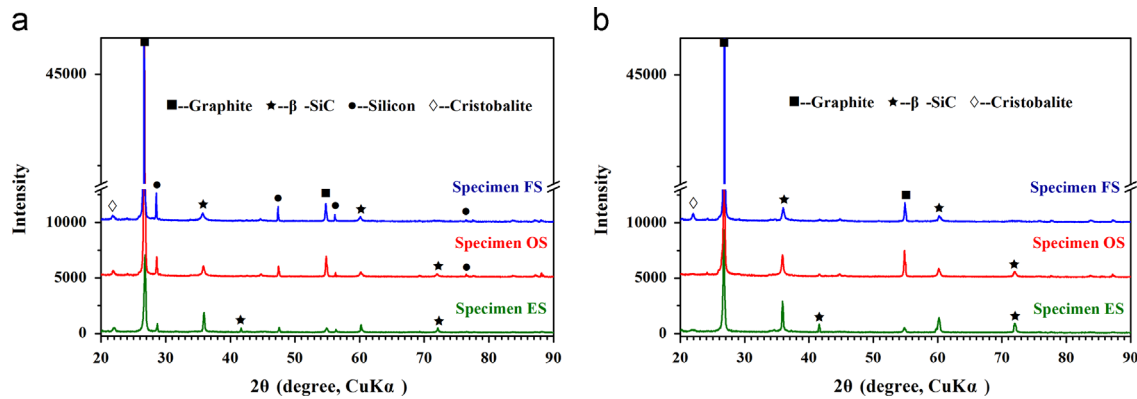 a
45000
■--Graphite ★--β -SiC ●--Silicon ◇--Cristobalite
Intensity
Specimen FS
10000
Specimen OS
5000
Specimen ES
0
20 30 40 50 60 70 80 90
2θ (degree, CuKα )
b
45000
■--Graphite ★--β -SiC ◇--Cristobalite
Intensity
Specimen FS
10000
Specimen OS
5000
Specimen ES
0
20 30 40 50 60 70 80 90
2θ (degree, CuKα )